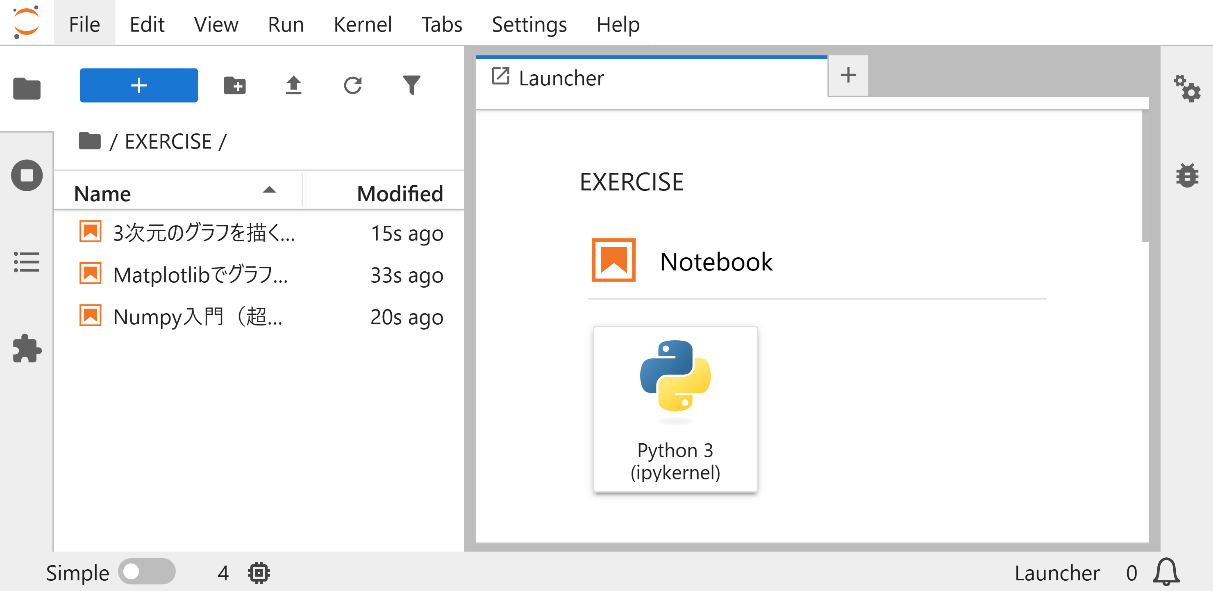 File Edit View Run Kernel Tabs Settings Help
+
/ EXERCISE /
Name Modified
3次元のグラフを描く... 15s ago
Matplotlibでグラフ... 33s ago
Numpy入門（超... 20s ago
Launcher +
EXERCISE
Notebook
Python 3
(ipykernel)
Simple 4 Launcher 0